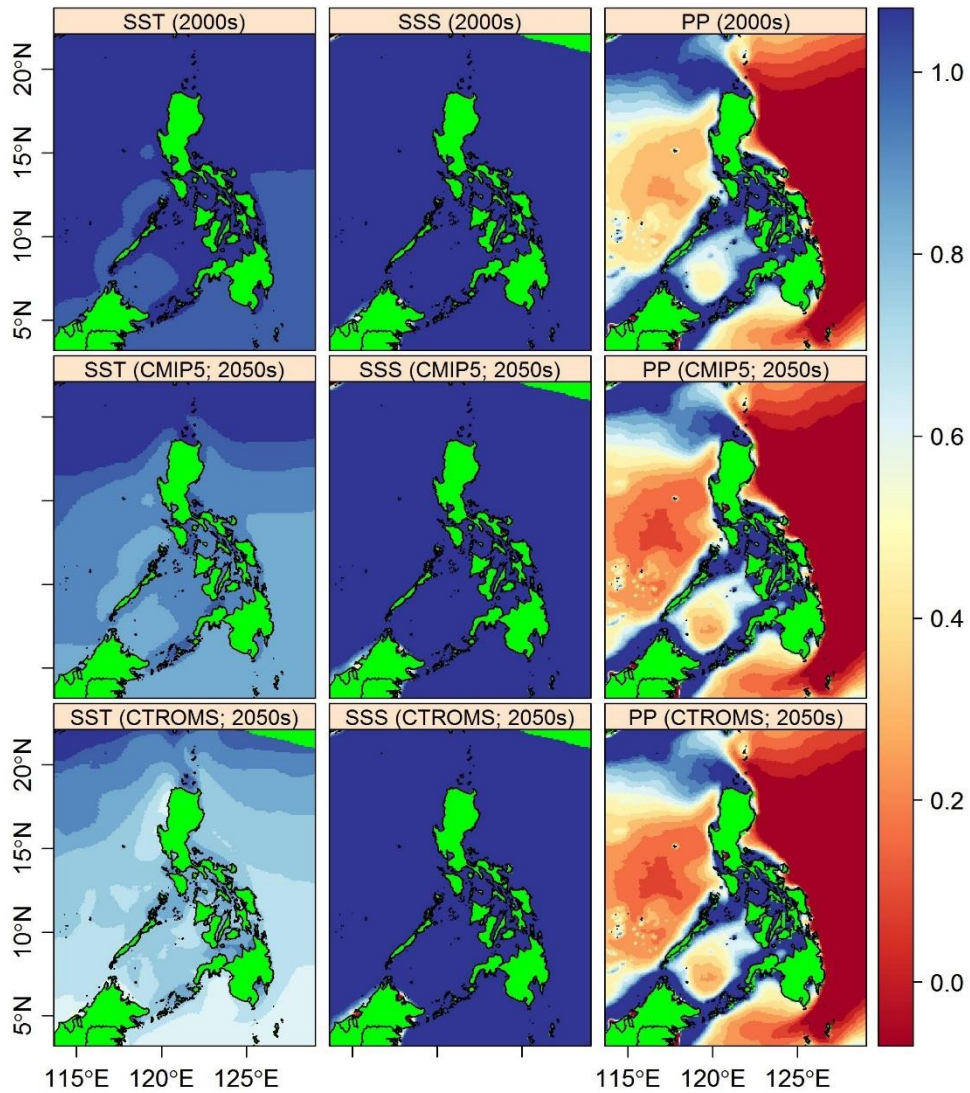 SST (2000s)
SSS (2000s)
PP (2000s)
20°N
15°N
10°N
5°N
SST (CMIP5; 2050s)
SSS (CMIP5; 2050s)
PP (CMIP5; 2050s)
SST (CTROMS; 2050s)
SSS (CTROMS; 2050s)
PP (CTROMS; 2050s)
20°N
15°N
10°N
5°N
115°E 120°E 125°E
115°E 120°E 125°E
1.0
0.8
0.6
0.4
0.2
0.0